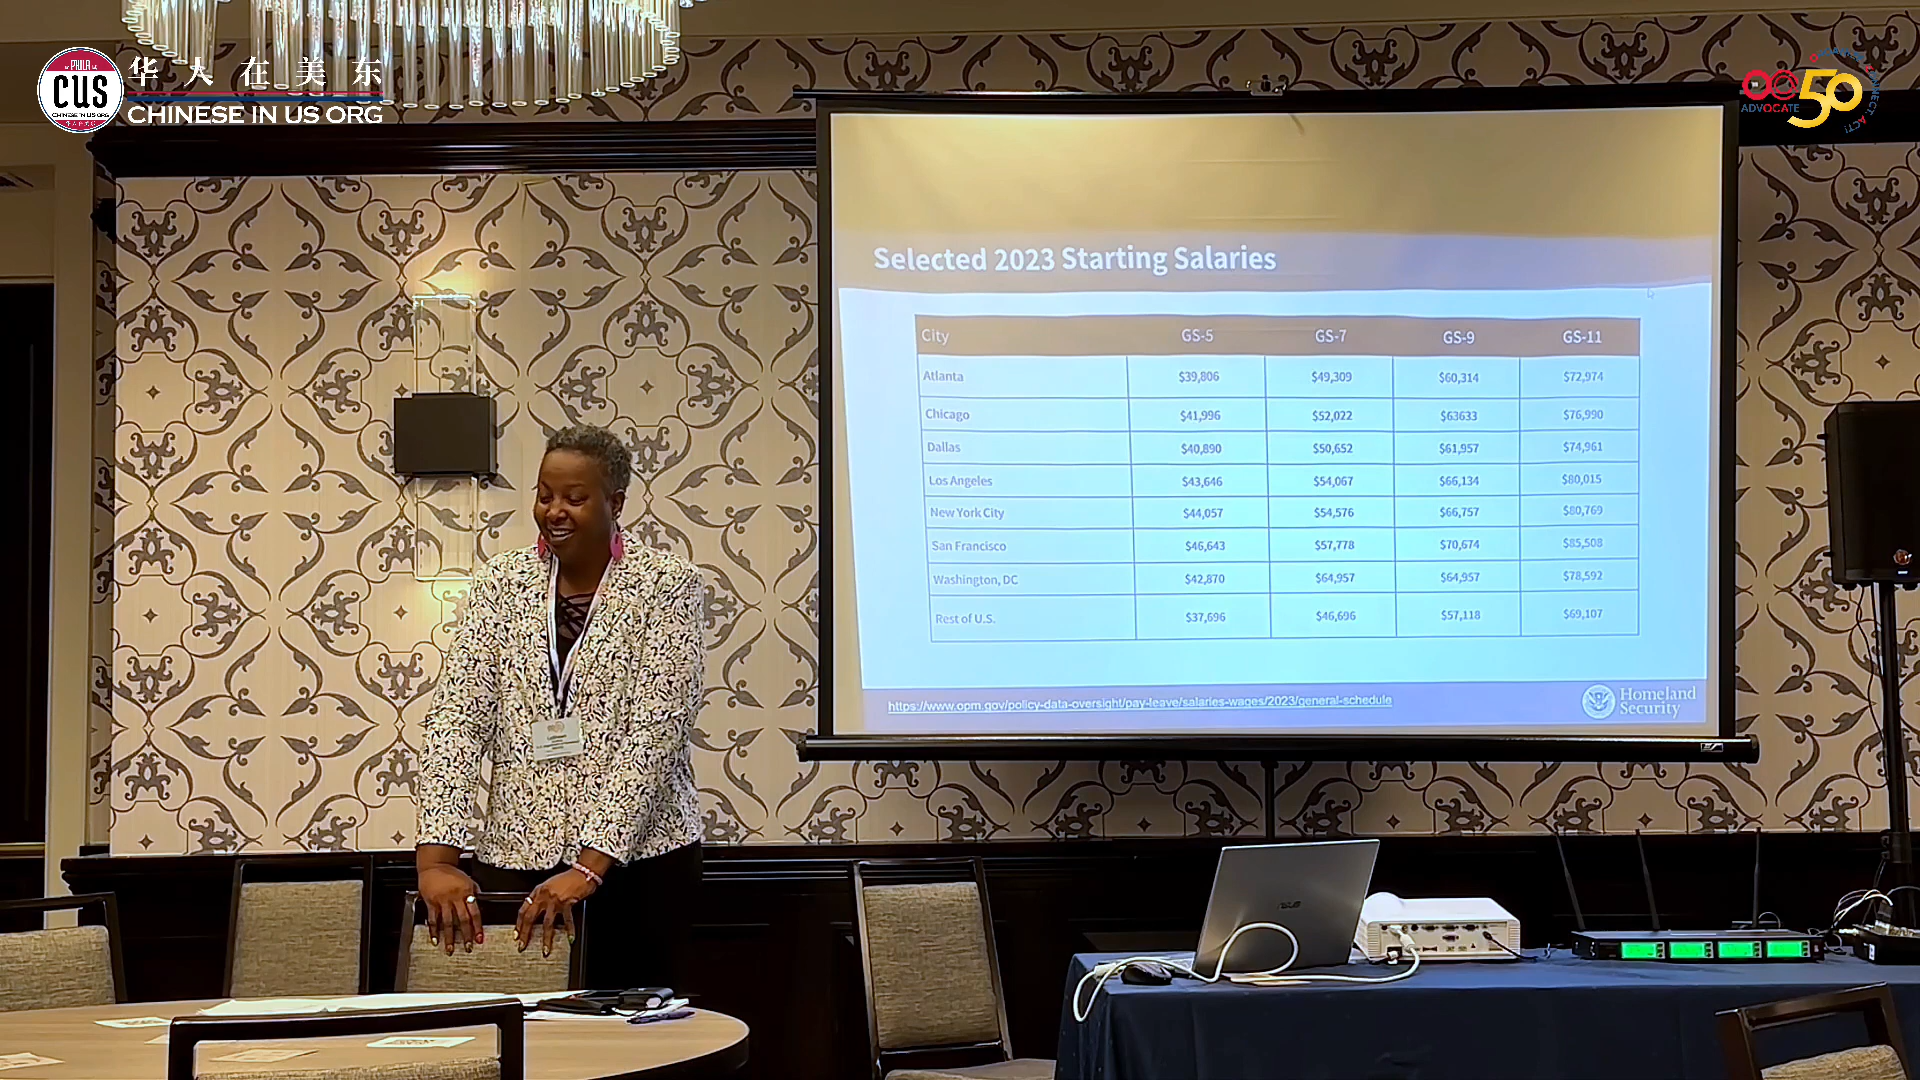 PHILA
CUS
CHINESE IN US ORG
华人在美东
CHINESE IN US ORG
OCA 50
ADVOCATE
Selected 2023 Starting Salaries
City GS-5 GS-7 GS-9 GS-11
Atlanta $39,806 $49,309 $60,314 $72,974
Chicago $41,996 $52,022 $63633 $76,990
Dallas $40,890 $50,652 $61,957 $74,961
Los Angeles $43,646 $54,067 $66,134 $80,015
New York City $44,057 $54,576 $66,757 $80,769
San Francisco $46,643 $57,778 $70,674 $85,508
Washington, DC $42,870 $64,957 $64,957 $78,592
Rest of U.S. $37,696 $46,696 $57,118 $69,107
https://www.opm.gov/policy-data-oversight/pay-leave/salaries-wages/2023/general-schedule
Homeland
Security
ASUS